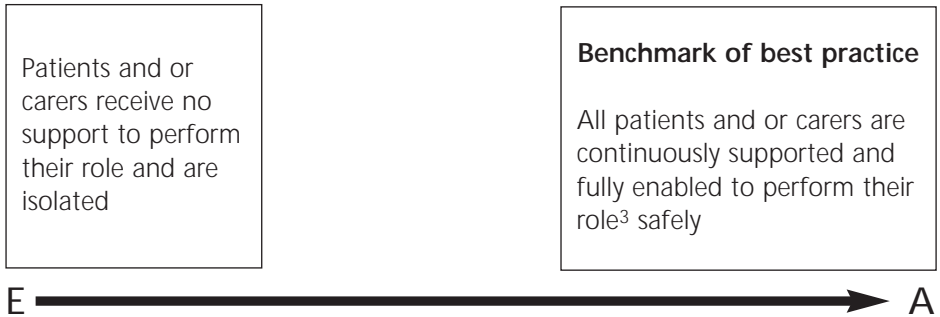 Patients and or
carers receive no
support to perform
their role and are
isolated
Benchmark of best practice
All patients and or carers are
continuously supported and
fully enabled to perform their
role³ safely
E
A